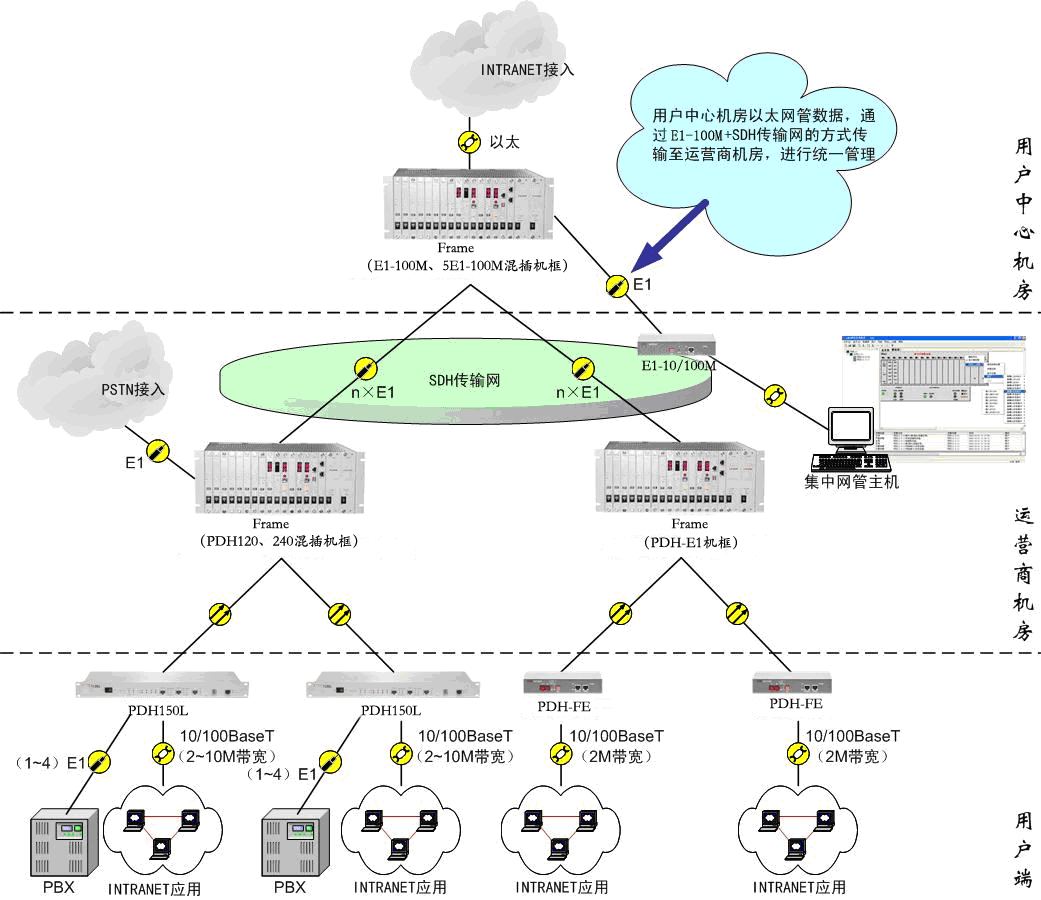 INTRANET接入
用户中心机房以太网管数据，通
过E1-100M+SDH传输网的方式传
输至运营商机房，进行统一管理
以太
用户中心机房
Frame
（E1-100M、5E1-100M混插机框）
E1
PSTN接入
SDH传输网
E1-10/100M
n×E1
n×E1
E1
集中网管主机
Frame
（PDH120、240混插机框）
Frame
（PDH-E1机框）
运营商机房
PDH150L
PDH150L
PDH-FE
PDH-FE
10/100BaseT
（2~10M带宽）
10/100BaseT
（2~10M带宽）
10/100BaseT
（2M带宽）
10/100BaseT
（2M带宽）
（1~4）E1
（1~4）E1
用户端
PBX
INTRANET应用
PBX
INTRANET应用
INTRANET应用
INTRANET应用